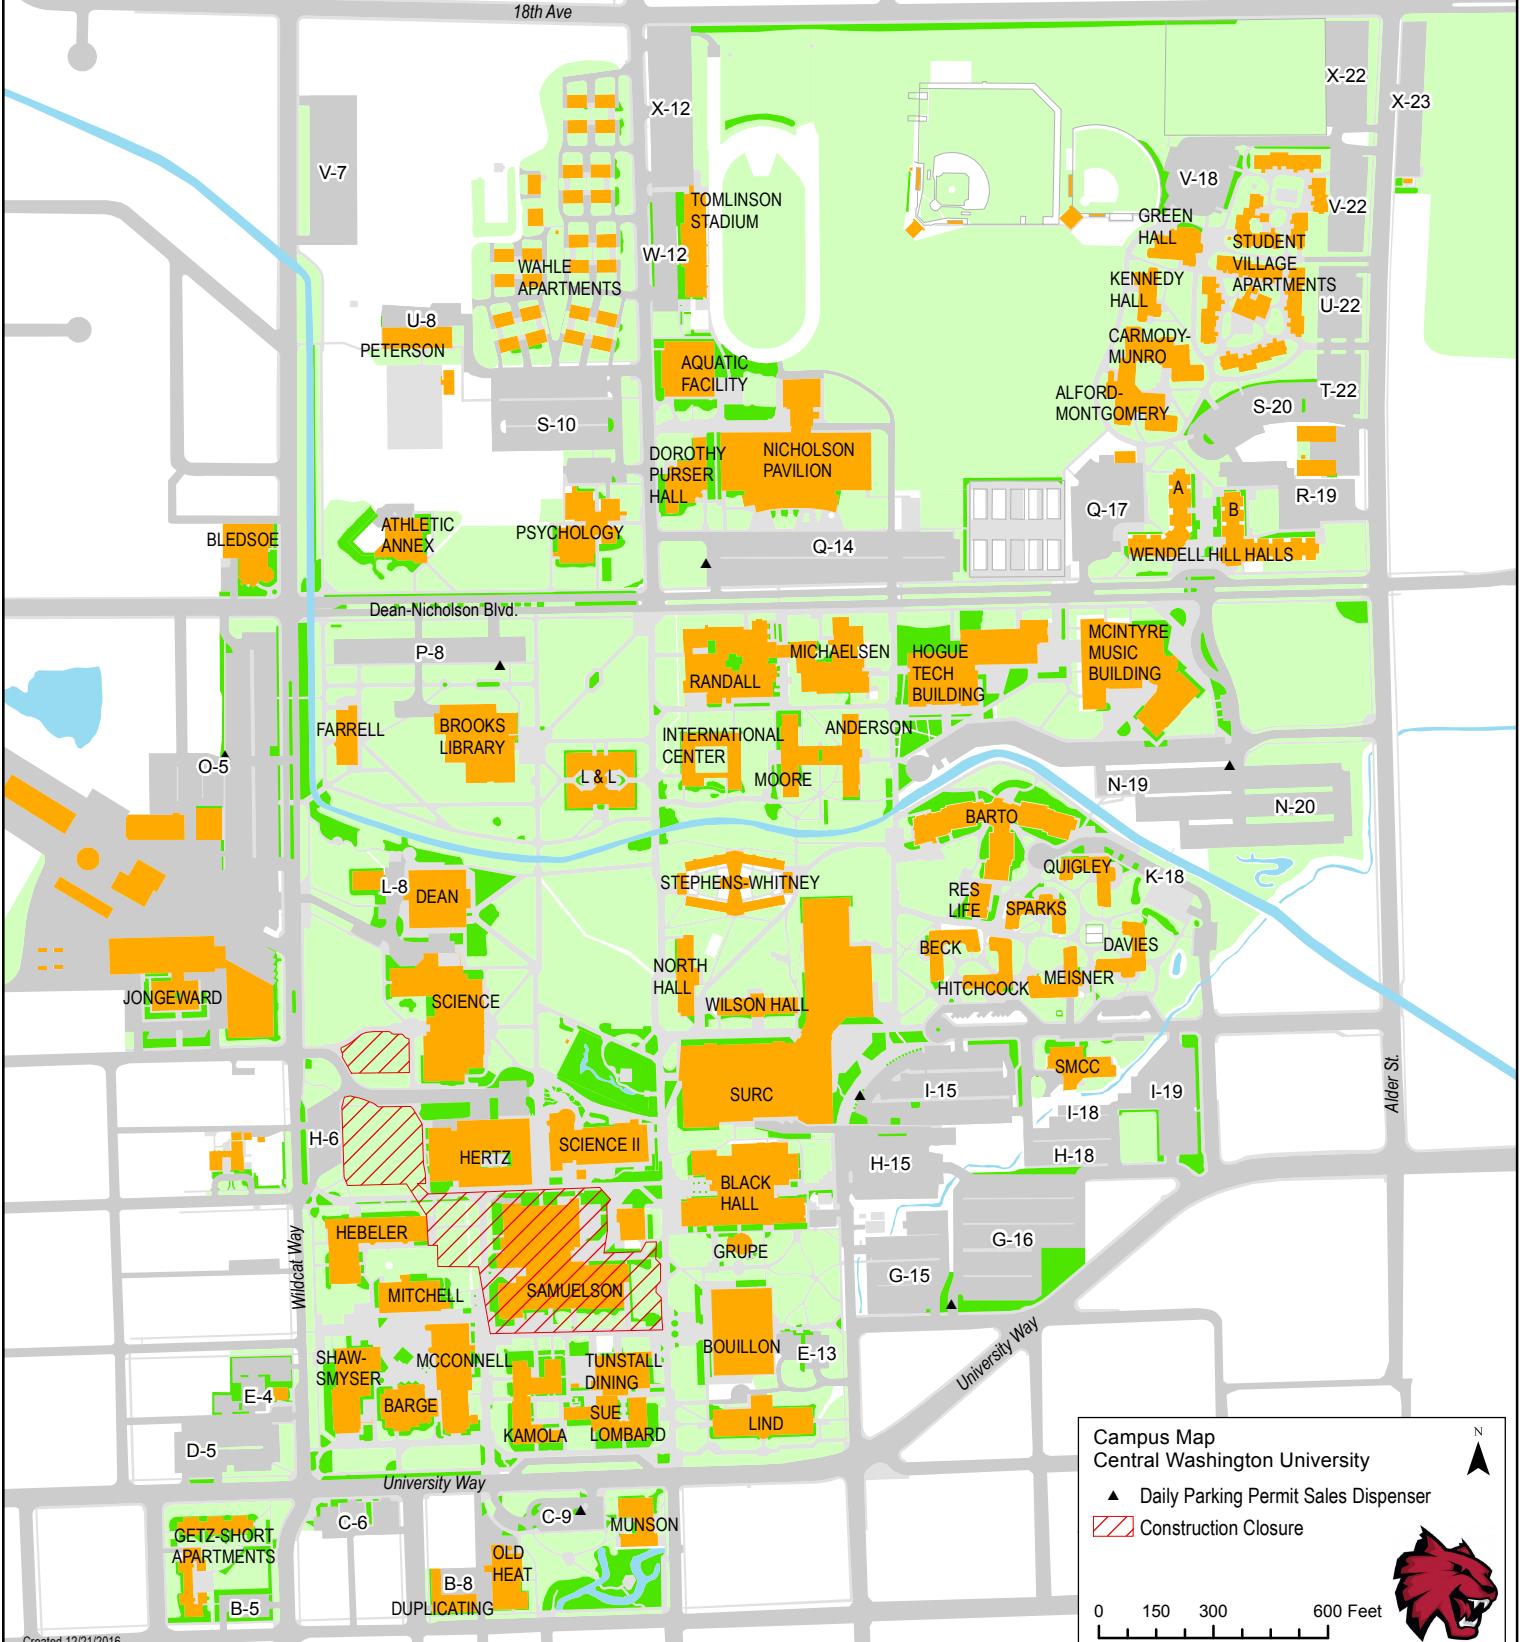 18th Ave
X-22
X-23
X-12
V-7
V-18
TOMLINSON
STADIUM
V-22
GREEN
HALL
STUDENT
VILLAGE
APARTMENTS
W-12
WAHLE
APARTMENTS
KENNEDY
HALL
U-22
U-8
PETERSON
CARMODY-
MUNRO
AQUATIC
FACILITY
ALFORD-
MONTGOMERY
T-22
S-20
S-10
DOROTHY
PURSER
HALL
NICHOLSON
PAVILION
A
B
R-19
Q-17
ATHLETIC
ANNEX
PSYCHOLOGY
BLEDSOE
Q-14
WENDELL HILL HALLS
Dean-Nicholson Blvd.
P-8
RANDALL
MICHAELSEN
HOGUE
TECH
BUILDING
MCINTYRE
MUSIC
BUILDING
FARRELL
BROOKS
LIBRARY
INTERNATIONAL
CENTER
ANDERSON
MOORE
O-5
L & L
N-19
N-20
BARTO
L-8
DEAN
STEPHENS-WHITNEY
QUIGLEY
K-18
RES
LIFE
SPARKS
BECK
DAVIES
NORTH
HALL
MEISNER
HITCHCOCK
JONGEWARD
SCIENCE
WILSON HALL
SMCC
SURC
I-15
I-19
I-18
Alder St.
H-6
HERTZ
SCIENCE II
H-15
H-18
BLACK
HALL
HEBELER
GRUPE
G-16
Wildcat Way
MITCHELL
SAMUELSON
G-15
BOUILLON
E-13
University Way
SHAW-
SMYSER
MCCONNELL
TUNSTALL
DINING
E-4
BARGE
KAMOLA
SUE
LOMBARD
LIND
D-5
University Way
C-6
C-9
MUNSON
GETZ-SHORT
APARTMENTS
OLD
HEAT
B-8
B-5
DUPLICATING
Created 12/21/2016
Campus Map
Central Washington University
N
Daily Parking Permit Sales Dispenser
Construction Closure
0 150 300 600 Feet